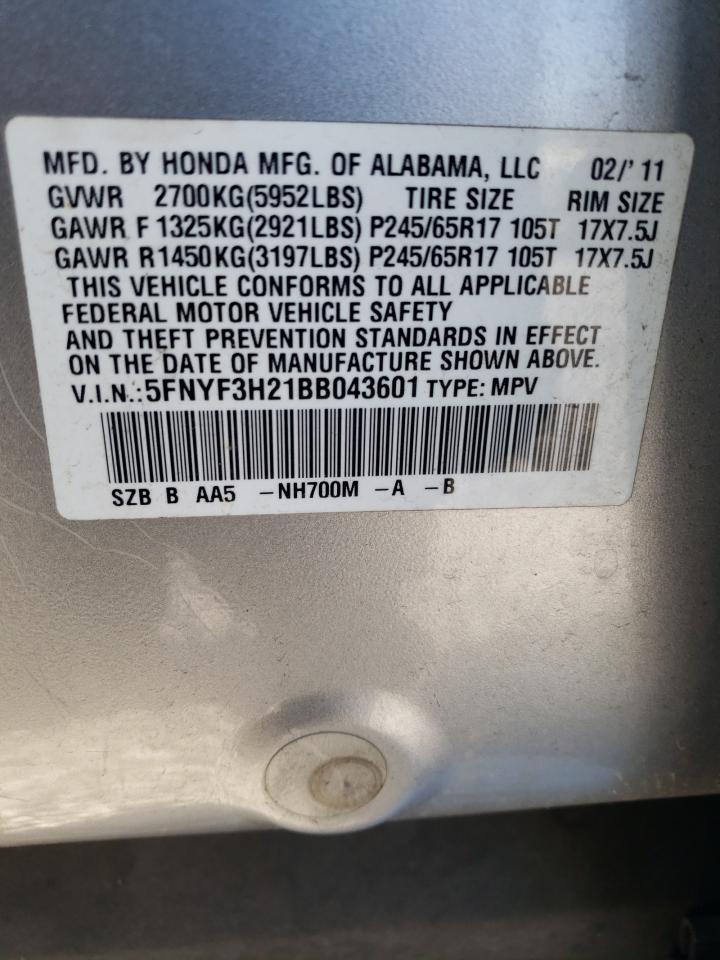 MFD. BY HONDA MFG. OF ALABAMA, LLC 02/'11
GVWR 2700KG(5952LBS) TIRE SIZE RIM SIZE
GAWR F 1325KG(2921LBS) P245/65R17 105T 17X7.5J
GAWR R1450KG(3197LBS) P245/65R17 105T 17X7.5J
THIS VEHICLE CONFORMS TO ALL APPLICABLE
FEDERAL MOTOR VEHICLE SAFETY
AND THEFT PREVENTION STANDARDS IN EFFECT
ON THE DATE OF MANUFACTURE SHOWN ABOVE.
V.I.N.:5FNYF3H21BB043601 TYPE: MPV
SZB B AA5 -NH700M -A -B